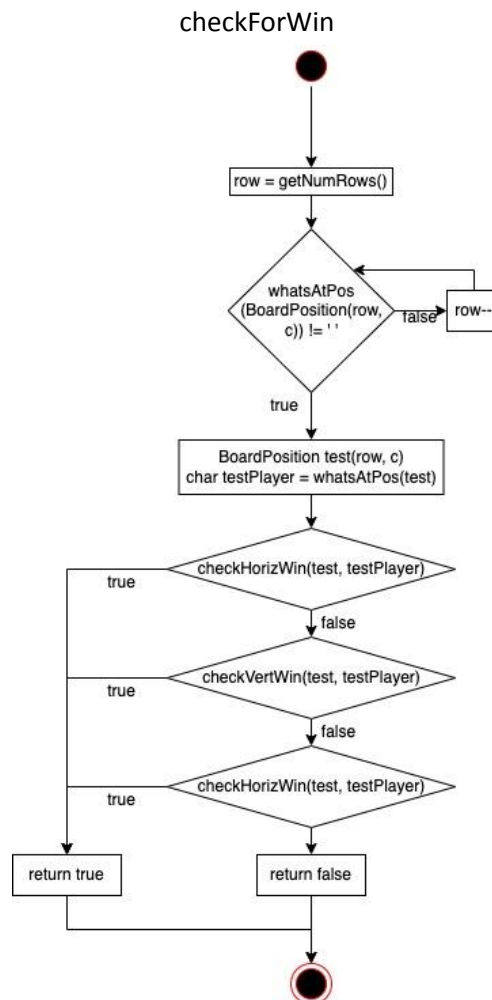 checkForWin
row = getNumRows()
whatsAtPos
(BoardPosition(row,
c)) != ' '
false
row--
true
BoardPosition test(row, c)
char testPlayer = whatsAtPos(test)
checkHorizWin(test, testPlayer)
true
false
checkVertWin(test, testPlayer)
true
false
checkHorizWin(test, testPlayer)
true
false
return true
return false